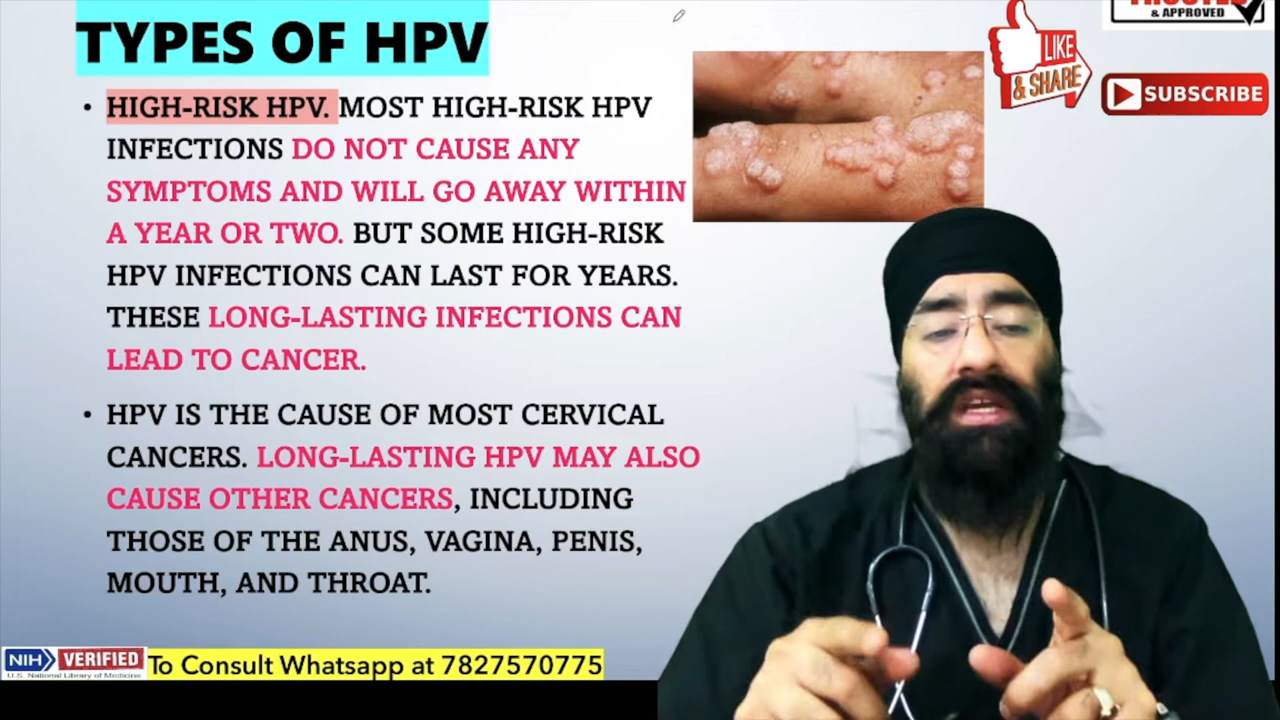 TYPES OF HPV
• HIGH-RISK HPV. MOST HIGH-RISK HPV
INFECTIONS DO NOT CAUSE ANY
SYMPTOMS AND WILL GO AWAY WITHIN
A YEAR OR TWO. BUT SOME HIGH-RISK
HPV INFECTIONS CAN LAST FOR YEARS.
THESE LONG-LASTING INFECTIONS CAN
LEAD TO CANCER.
• HPV IS THE CAUSE OF MOST CERVICAL
CANCERS. LONG-LASTING HPV MAY ALSO
CAUSE OTHER CANCERS, INCLUDING
THOSE OF THE ANUS, VAGINA, PENIS,
MOUTH, AND THROAT.
& APPROVED
LIKE
& SHARE
SUBSCRIBE
NIH VERIFIED
U.S. National Library of Medicine
To Consult Whatsapp at 7827570775